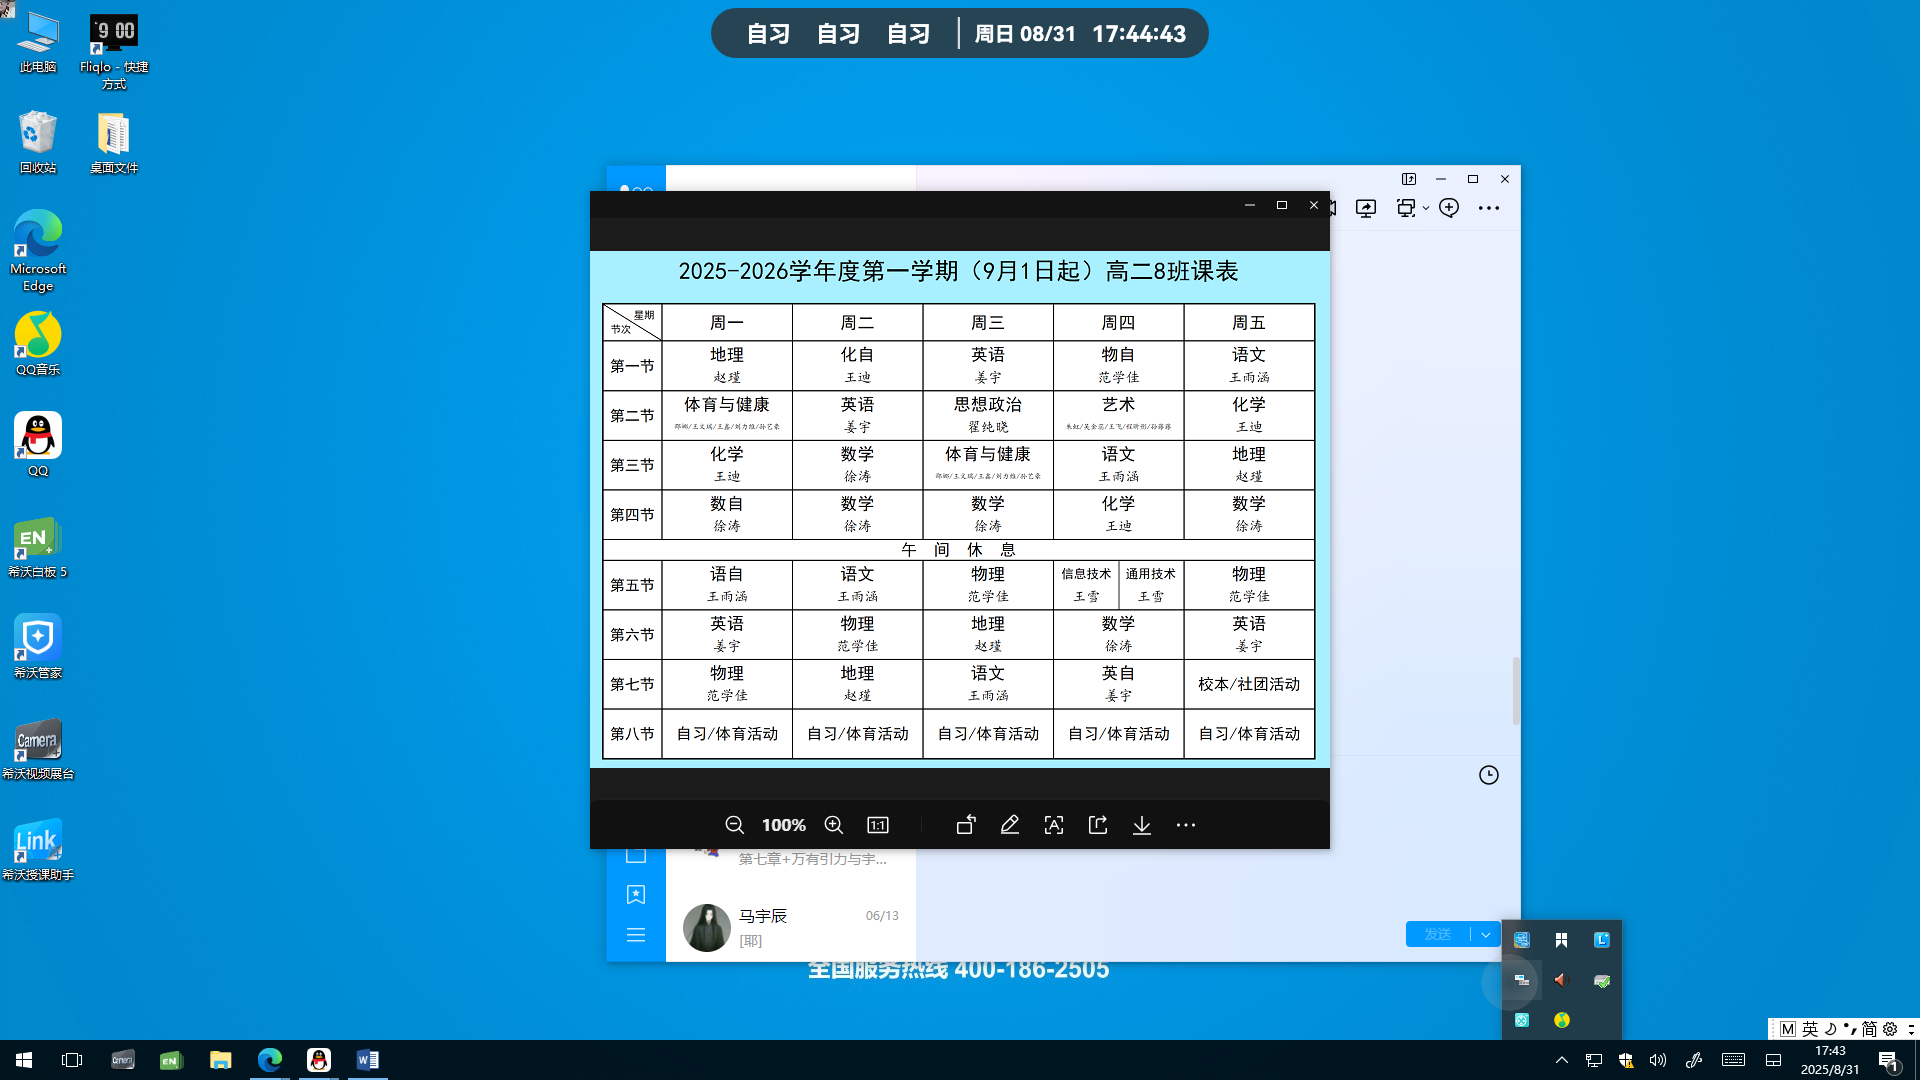 自习 自习 自习 周日 08/31 17:44:43
此电脑
Fliqlo - 快捷方式
回收站
桌面文件
Microsoft Edge
QQ音乐
QQ
希沃白板 5
希沃管家
希沃视频展台
希沃授课助手
2025-2026学年度第一学期（9月1日起）高二8班课表
星期 节次 周一 周二 周三 周四 周五
第一节 地理 化自 英语 物自 语文
赵瑾 王迪 姜宇 范学佳 王雨涵
第二节 体育与健康 英语 思想政治 艺术 化学
姜宇 翟纯晓 王迪
第三节 化学 数学 体育与健康 语文 地理
王迪 徐涛 王雨涵 赵瑾
第四节 数自 数学 数学 化学 数学
徐涛 徐涛 徐涛 王迪 徐涛
午 间 休 息
第五节 语自 语文 物理 信息技术 通用技术 物理
王雨涵 王雨涵 范学佳 王雪 王雪 范学佳
第六节 英语 物理 地理 数学 英语
姜宇 范学佳 赵瑾 徐涛 姜宇
第七节 物理 地理 语文 英自 校本/社团活动
范学佳 赵瑾 王雨涵 姜宇
第八节 自习/体育活动 自习/体育活动 自习/体育活动 自习/体育活动 自习/体育活动
100% 1:1
第七章+万有引力与宇...
马宇辰 06/13
[耶]
发送
全国服务热线 400-186-2505
M 英 简
17:43
2025/8/31
1